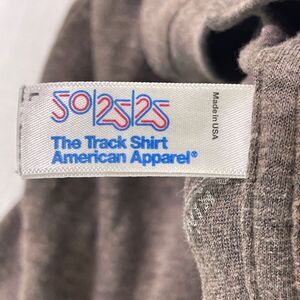 L
50/25/25
The Track Shirt
American Apparel®
Made in USA